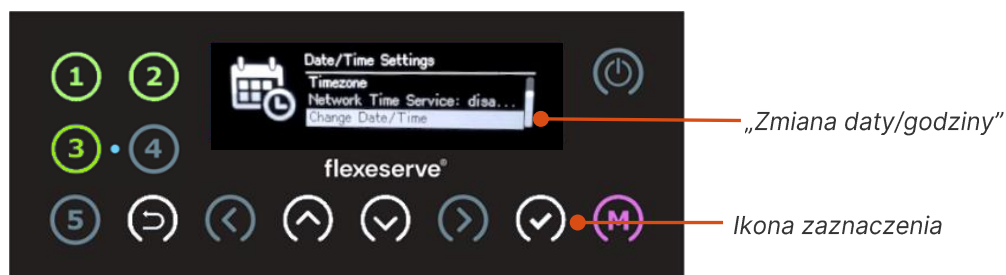 Date/Time Settings
Timezone
Network Time Service: disa...
Change Date/Time
1
2
3
4
flexeserve®
5
M
„Zmiana daty/godziny”
Ikona zaznaczenia